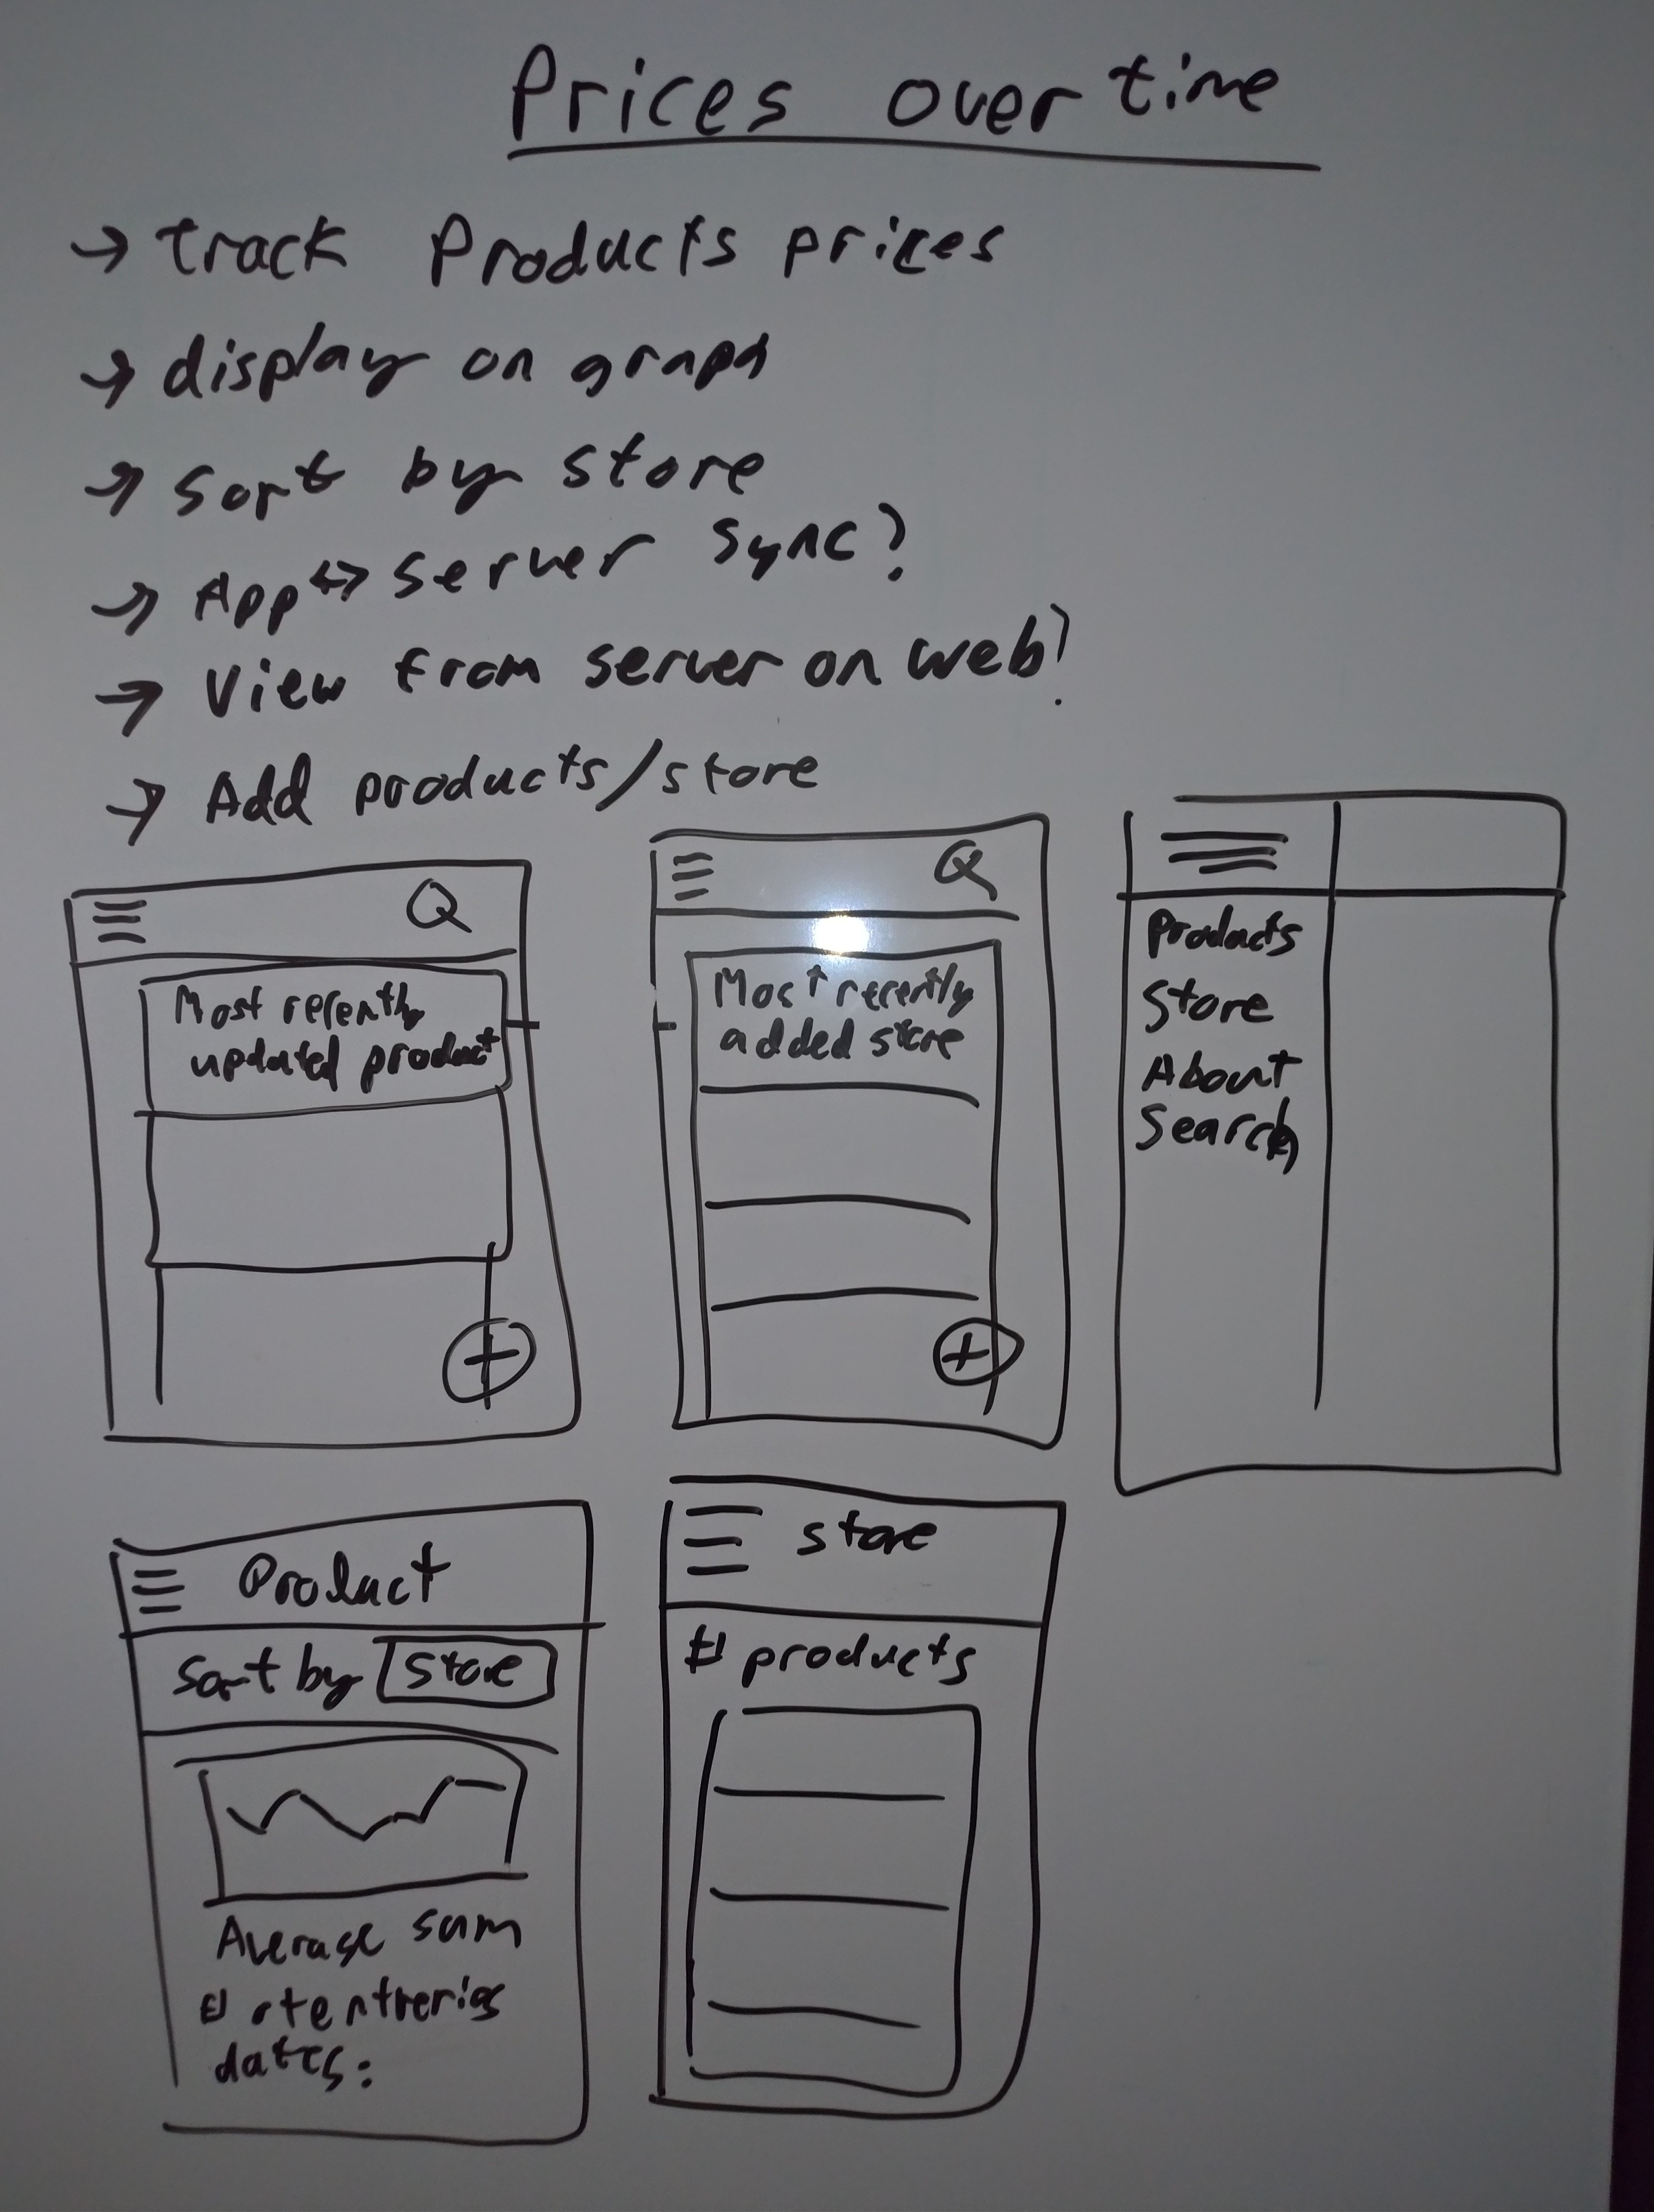 Prices over time
→ track Products prices
→ display on graph
→ sort by store
→ App ↔ server sync?
→ View from server on web?
→ Add products/store
Most recently
updated product
+
Most recently
added store
+
Products
Store
About
Search
Product
Sort by store
Average sum
# of entreries
dates:
store
# products